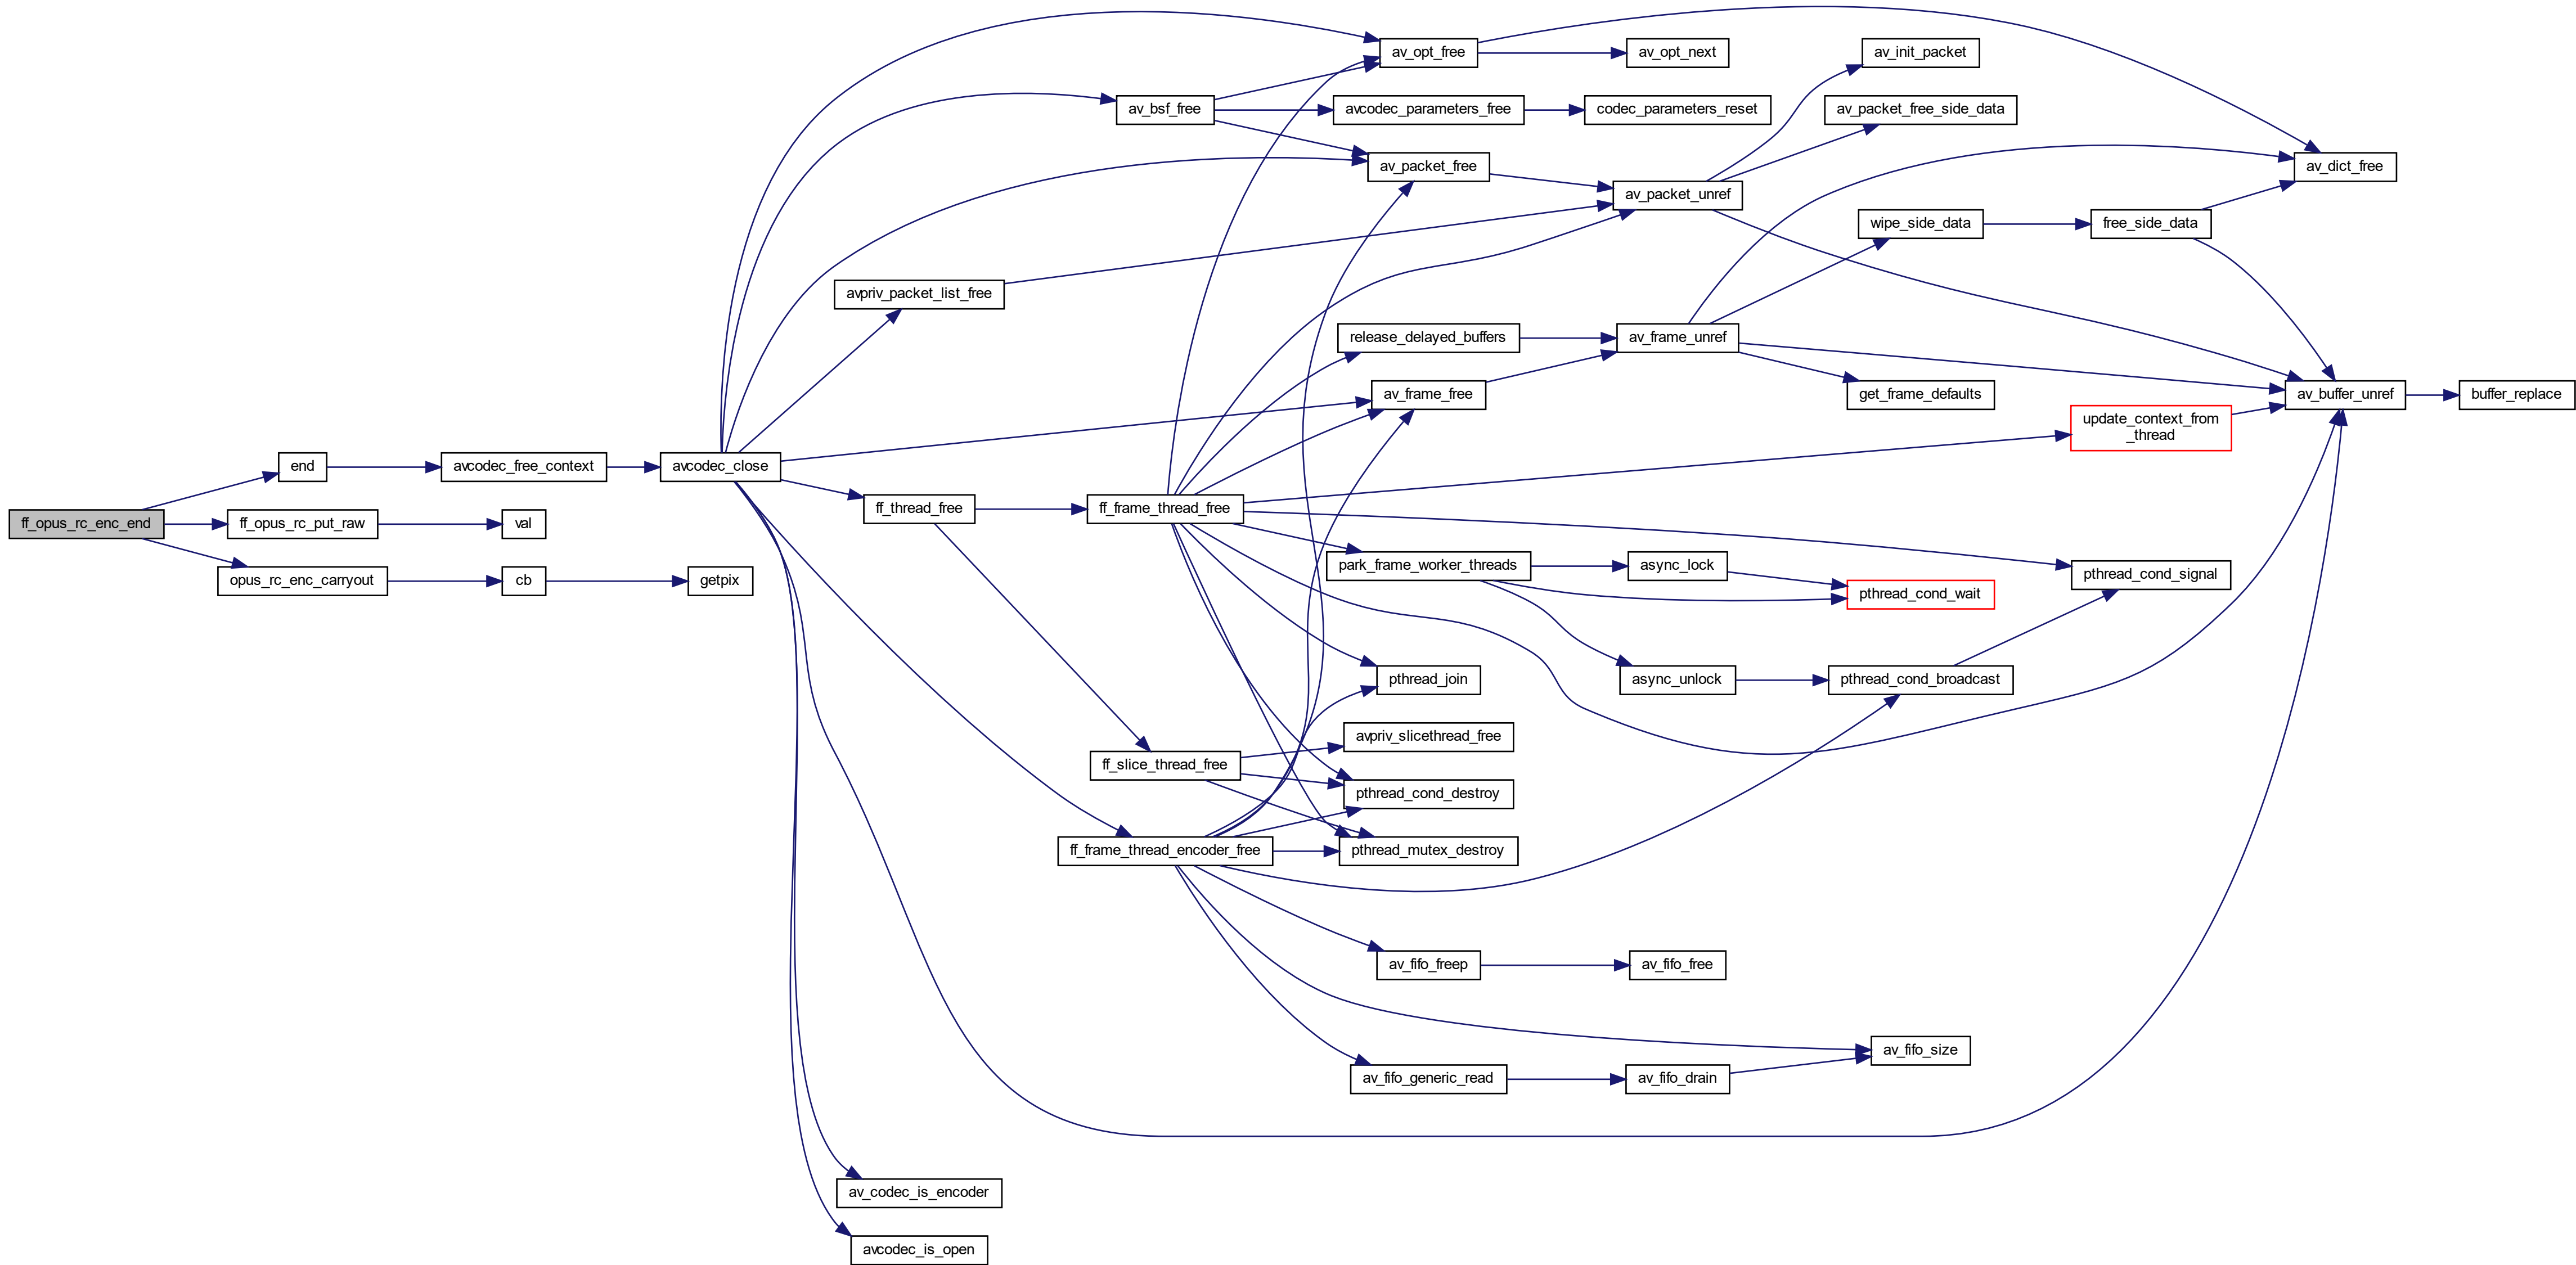 ff_opus_rc_enc_end
end
ff_opus_rc_put_raw
opus_rc_enc_carryout
avcodec_free_context
val
cb
avcodec_close
getpix
avpriv_packet_list_free
ff_thread_free
av_codec_is_encoder
avcodec_is_open
av_bsf_free
ff_frame_thread_free
ff_slice_thread_free
ff_frame_thread_encoder_free
av_opt_free
avcodec_parameters_free
av_packet_free
release_delayed_buffers
av_frame_free
park_frame_worker_threads
pthread_join
avpriv_slicethread_free
pthread_cond_destroy
pthread_mutex_destroy
av_fifo_freep
av_fifo_generic_read
av_opt_next
codec_parameters_reset
av_packet_unref
av_frame_unref
async_lock
async_unlock
av_fifo_free
av_fifo_drain
av_init_packet
av_packet_free_side_data
wipe_side_data
get_frame_defaults
pthread_cond_wait
pthread_cond_broadcast
av_fifo_size
free_side_data
update_context_from
_thread
pthread_cond_signal
av_dict_free
av_buffer_unref
buffer_replace